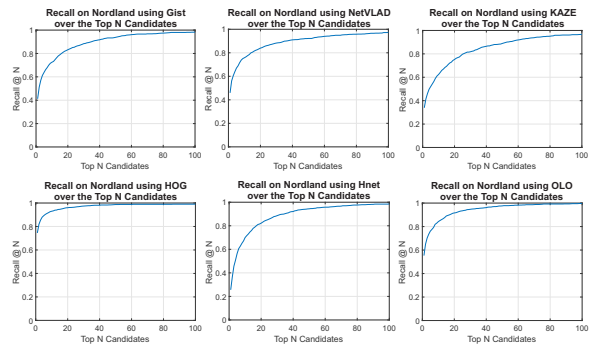 Recall on Nordland using Gist
over the Top N Candidates
Recall @ N
1
0.8
0.6
0.4
0.2
0
0 20 40 60 80 100
Top N Candidates
Recall on Nordland using NetVLAD
over the Top N Candidates
Recall @ N
1
0.8
0.6
0.4
0.2
0
0 20 40 60 80 100
Top N Candidates
Recall on Nordland using KAZE
over the Top N Candidates
Recall @ N
1
0.8
0.6
0.4
0.2
0
0 20 40 60 80 100
Top N Candidates
Recall on Nordland using HOG
over the Top N Candidates
Recall @ N
1
0.8
0.6
0.4
0.2
0
0 20 40 60 80 100
Top N Candidates
Recall on Nordland using Hnet
over the Top N Candidates
Recall @ N
1
0.8
0.6
0.4
0.2
0
0 20 40 60 80 100
Top N Candidates
Recall on Nordland using OLO
over the Top N Candidates
Recall @ N
1
0.8
0.6
0.4
0.2
0
0 20 40 60 80 100
Top N Candidates